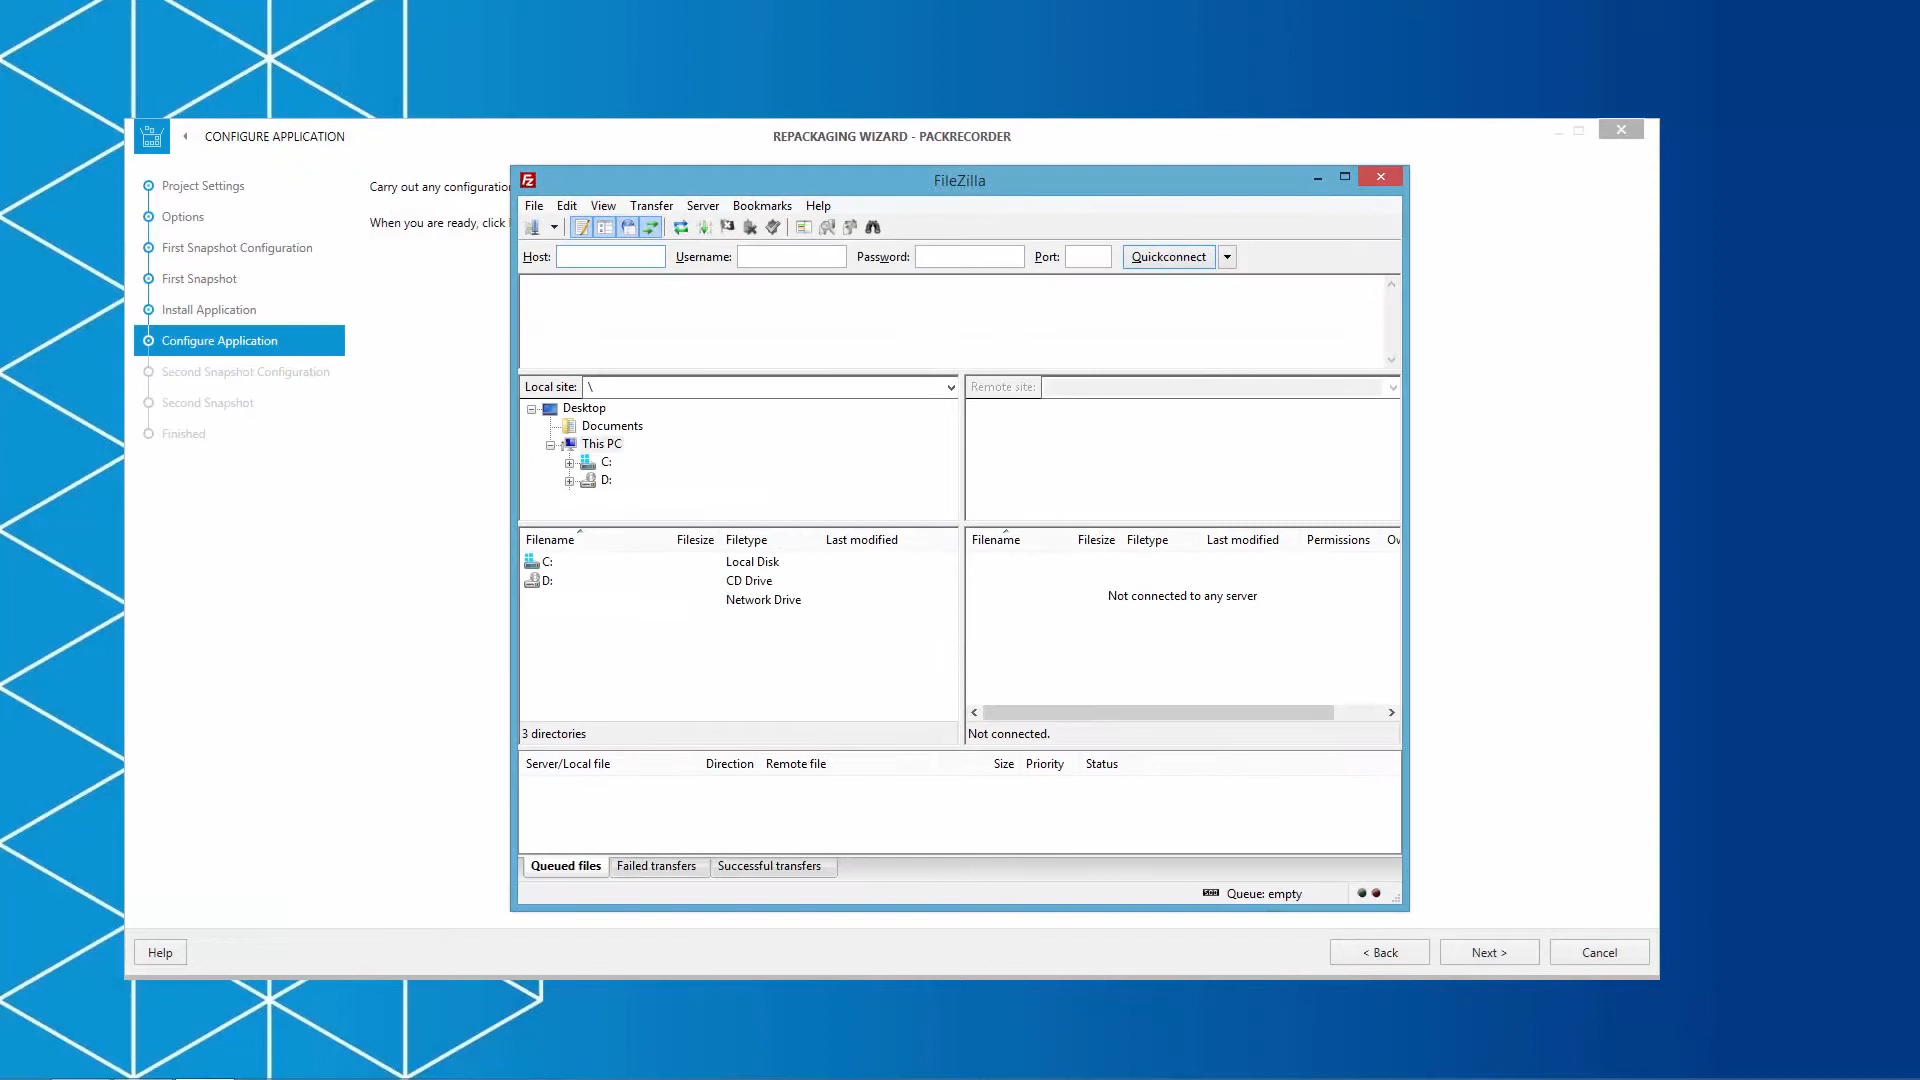 CONFIGURE APPLICATION
REPACKAGING WIZARD - PACKRECORDER
Project Settings
Options
First Snapshot Configuration
First Snapshot
Install Application
Configure Application
Second Snapshot Configuration
Second Snapshot
Finished
Carry out any configuration
When you are ready, click
Fz
FileZilla
File Edit View Transfer Server Bookmarks Help
Host: Username: Password: Port: Quickconnect
Local site: \
Remote site:
Desktop
Documents
This PC
C:
D:
Filename Filesize Filetype Last modified
C: Local Disk
D: CD Drive
Network Drive
3 directories
Filename Filesize Filetype Last modified Permissions Ow
Not connected to any server
Not connected.
Server/Local file Direction Remote file Size Priority Status
Queued files Failed transfers Successful transfers
Queue: empty
Help < Back Next > Cancel